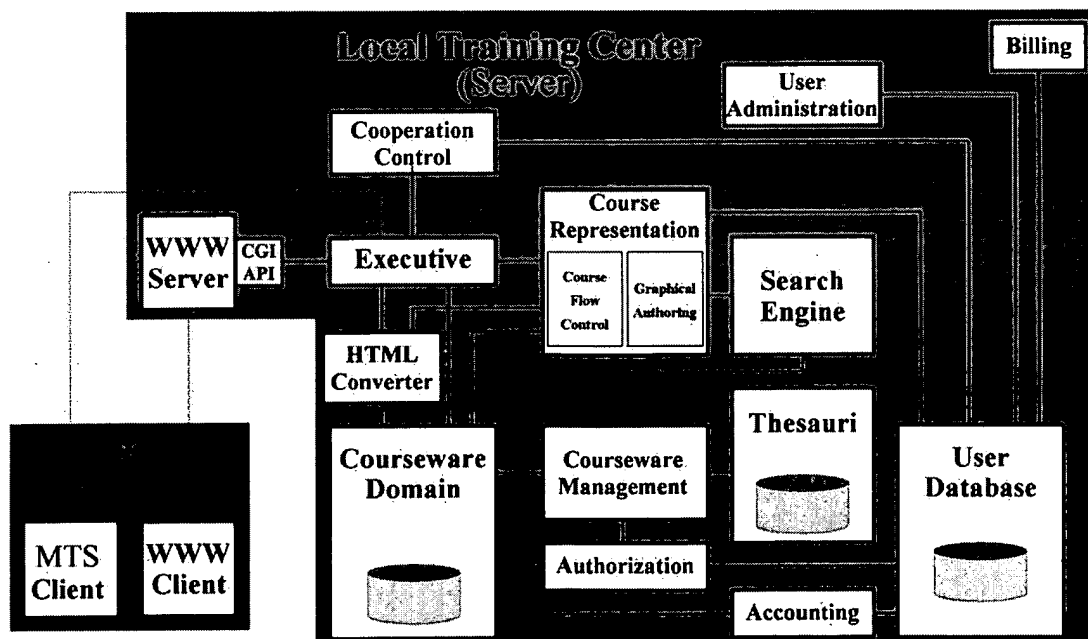 Local Training Center
(Server)
Billing
User
Administration
Cooperation
Control
Course
Representation
WWW
Server
CGI
API
Executive
Course
Flow
Control
Graphical
Authoring
Search
Engine
HTML
Converter
Thesauri
Courseware
Domain
Courseware
Management
User
Database
MTS
Client
WWW
Client
Authorization
Accounting